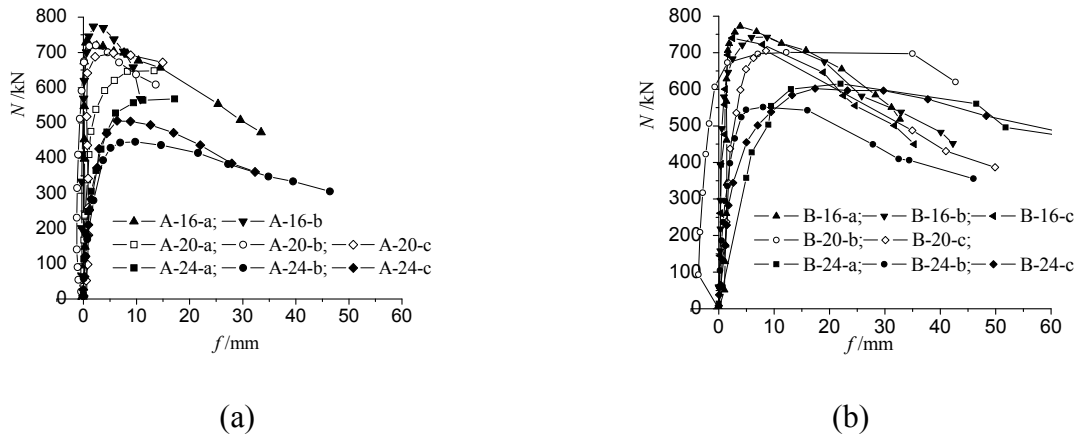 800
700
600
500
400
300
200
100
0
N /kN
A-16-a; A-16-b
A-20-a; A-20-b; A-20-c
A-24-a; A-24-b; A-24-c
0 10 20 30 40 50 60
f /mm
(a)
800
700
600
500
400
300
200
100
0
N /kN
B-16-a; B-16-b; B-16-c
B-20-b; B-20-c;
B-24-a; B-24-b; B-24-c
0 10 20 30 40 50 60
f /mm
(b)